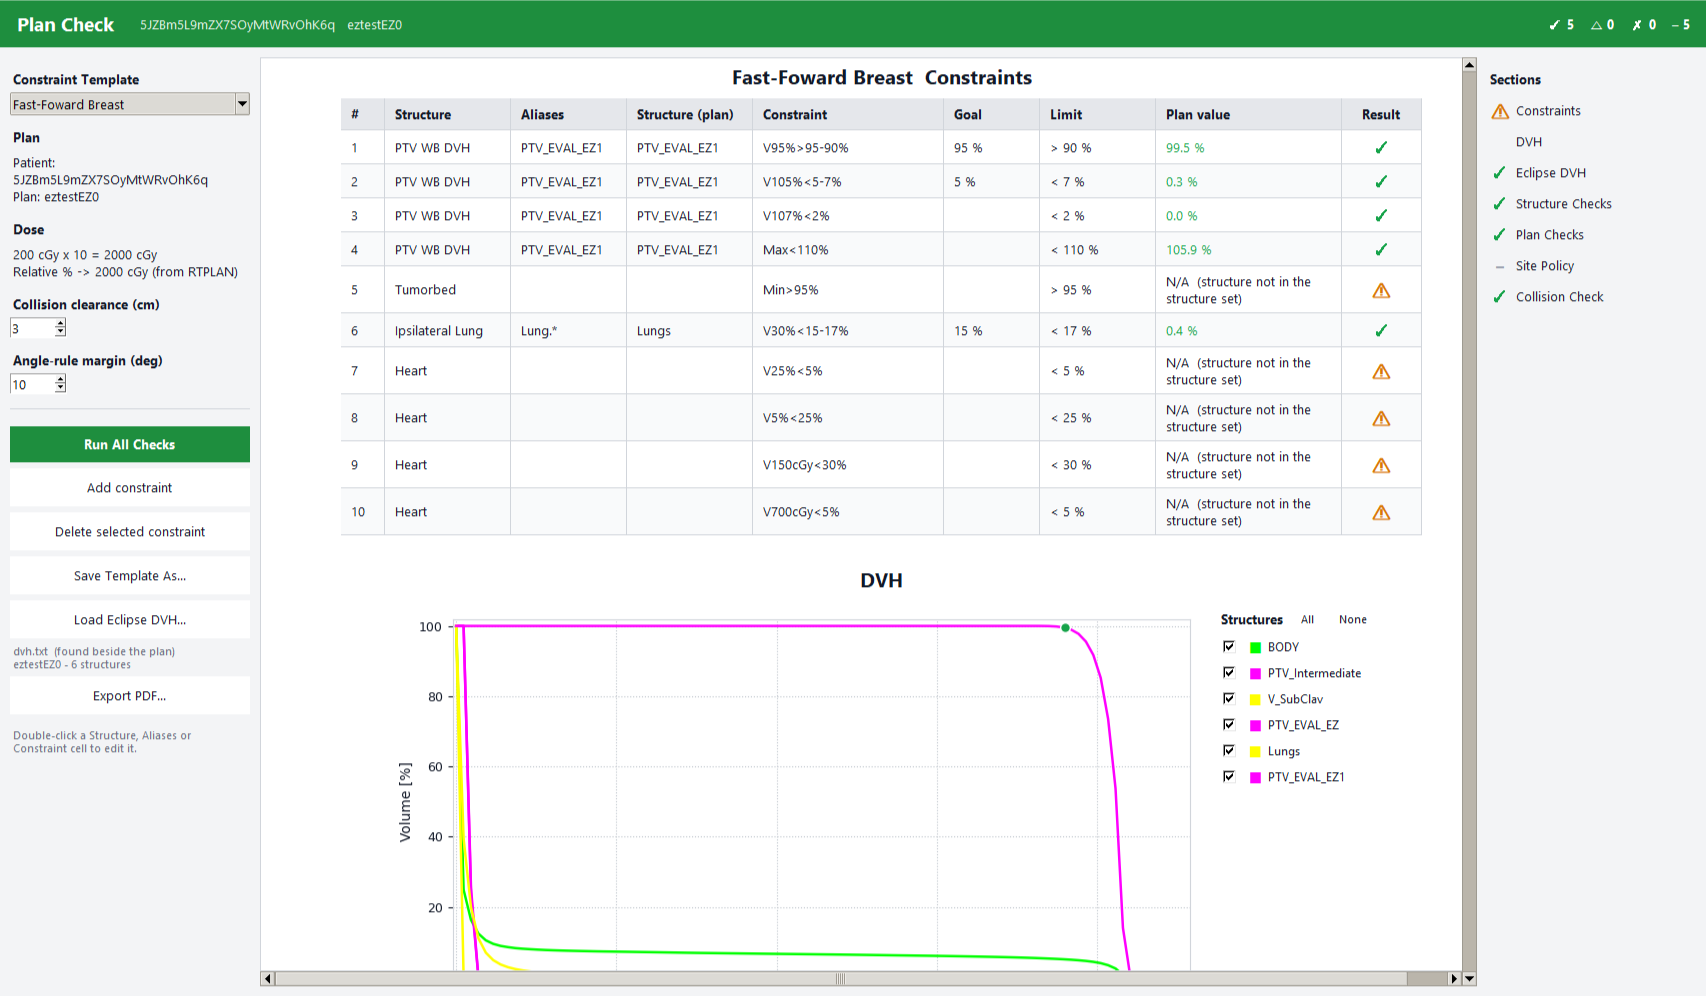 Plan Check 5JZBm5L9mZX7SOyMtWRvOhK6q eztestEZ0 ✓ 5 △ 0 ✗ 0 – 5
Constraint Template
Fast-Foward Breast
Plan
Patient:
5JZBm5L9mZX7SOyMtWRvOhK6q
Plan: eztestEZ0
Dose
200 cGy x 10 = 2000 cGy
Relative % -> 2000 cGy (from RTPLAN)
Collision clearance (cm)
3
Angle-rule margin (deg)
10
Run All Checks
Add constraint
Delete selected constraint
Save Template As...
Load Eclipse DVH...
dvh.txt (found beside the plan)
eztestEZ0 - 6 structures
Export PDF...
Double-click a Structure, Aliases or
Constraint cell to edit it.
Fast-Foward Breast Constraints
# Structure Aliases Structure (plan) Constraint Goal Limit Plan value Result
1 PTV WB DVH PTV_EVAL_EZ1 PTV_EVAL_EZ1 V95%>95-90% 95 % > 90 % 99.5 % ✓
2 PTV WB DVH PTV_EVAL_EZ1 PTV_EVAL_EZ1 V105%<5-7% 5 % < 7 % 0.3 % ✓
3 PTV WB DVH PTV_EVAL_EZ1 PTV_EVAL_EZ1 V107%<2% < 2 % 0.0 % ✓
4 PTV WB DVH PTV_EVAL_EZ1 PTV_EVAL_EZ1 Max<110% < 110 % 105.9 % ✓
5 Tumorbed Min>95% > 95 % N/A (structure not in the
structure set)
6 Ipsilateral Lung Lung.* Lungs V30%<15-17% 15 % < 17 % 0.4 % ✓
7 Heart V25%<5% < 5 % N/A (structure not in the
structure set)
8 Heart V5%<25% < 25 % N/A (structure not in the
structure set)
9 Heart V150cGy<30% < 30 % N/A (structure not in the
structure set)
10 Heart V700cGy<5% < 5 % N/A (structure not in the
structure set)
DVH
100
80
60
40
20
Volume [%]
Structures All None
BODY
PTV_Intermediate
V_SubClav
PTV_EVAL_EZ
Lungs
PTV_EVAL_EZ1
Sections
Constraints
DVH
✓ Eclipse DVH
✓ Structure Checks
✓ Plan Checks
– Site Policy
✓ Collision Check